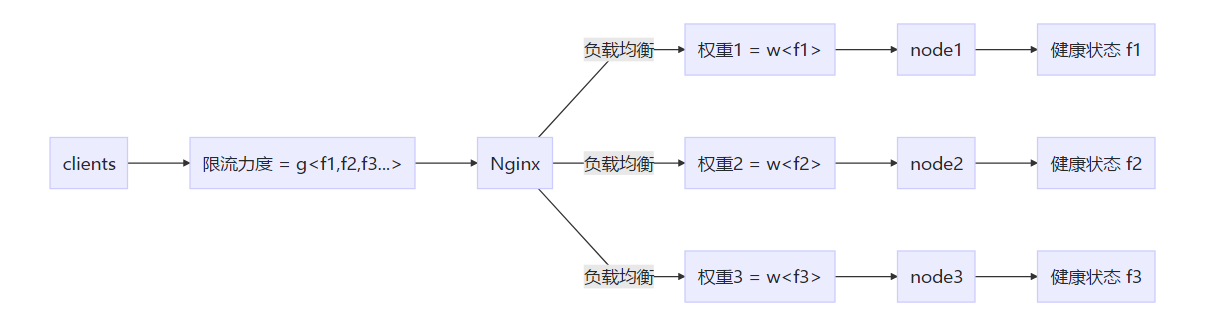 clients
限流力度 = g<f1,f2,f3...>
Nginx
负载均衡
权重1 = w<f1>
node1
健康状态 f1
负载均衡
权重2 = w<f2>
node2
健康状态 f2
负载均衡
权重3 = w<f3>
node3
健康状态 f3